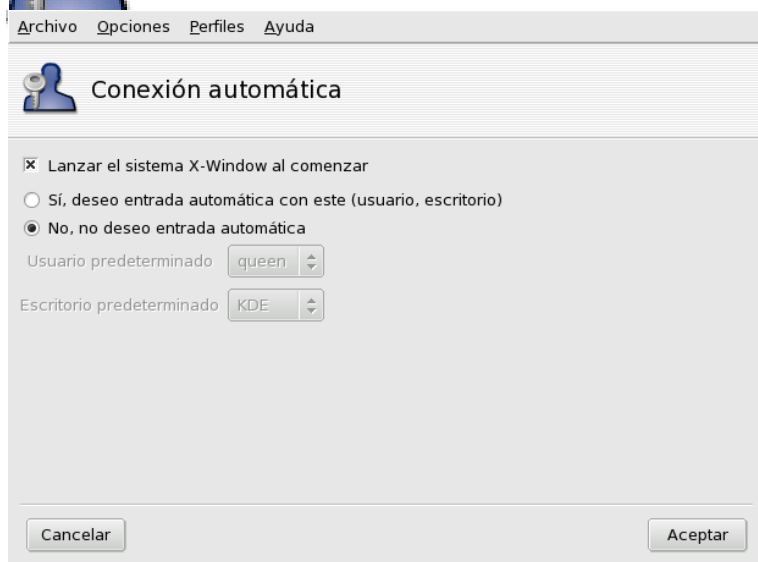 Archivo Opciones Perfiles Ayuda
Conexión automática
Lanzar el sistema X-Window al comenzar
Sí, deseo entrada automática con este (usuario, escritorio)
No, no deseo entrada automática
Usuario predeterminado queen
Escritorio predeterminado KDE
Cancelar Aceptar